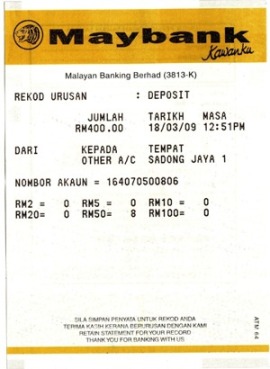 Maybank
Kawanku
Malayan Banking Berhad (3813-K)
REKOD URUSAN : DEPOSIT
JUMLAH TARIKH MASA
RM400.00 18/03/09 12:51PM
DARI KEPADA TEMPAT
OTHER A/C SADONG JAYA 1
NOMBOR AKAUN = 164070500806
RM2 = 0 RM5 = 0 RM10 = 0
RM20= 0 RM50= 8 RM100= 0
SILA SIMPAN PENYATA UNTUK REKOD ANDA
TERIMA KASIH KERANA BERURUSAN DENGAN KAMI
RETAIN STATEMENT FOR YOUR RECORD
THANK YOU FOR BANKING WITH US
ATM 64